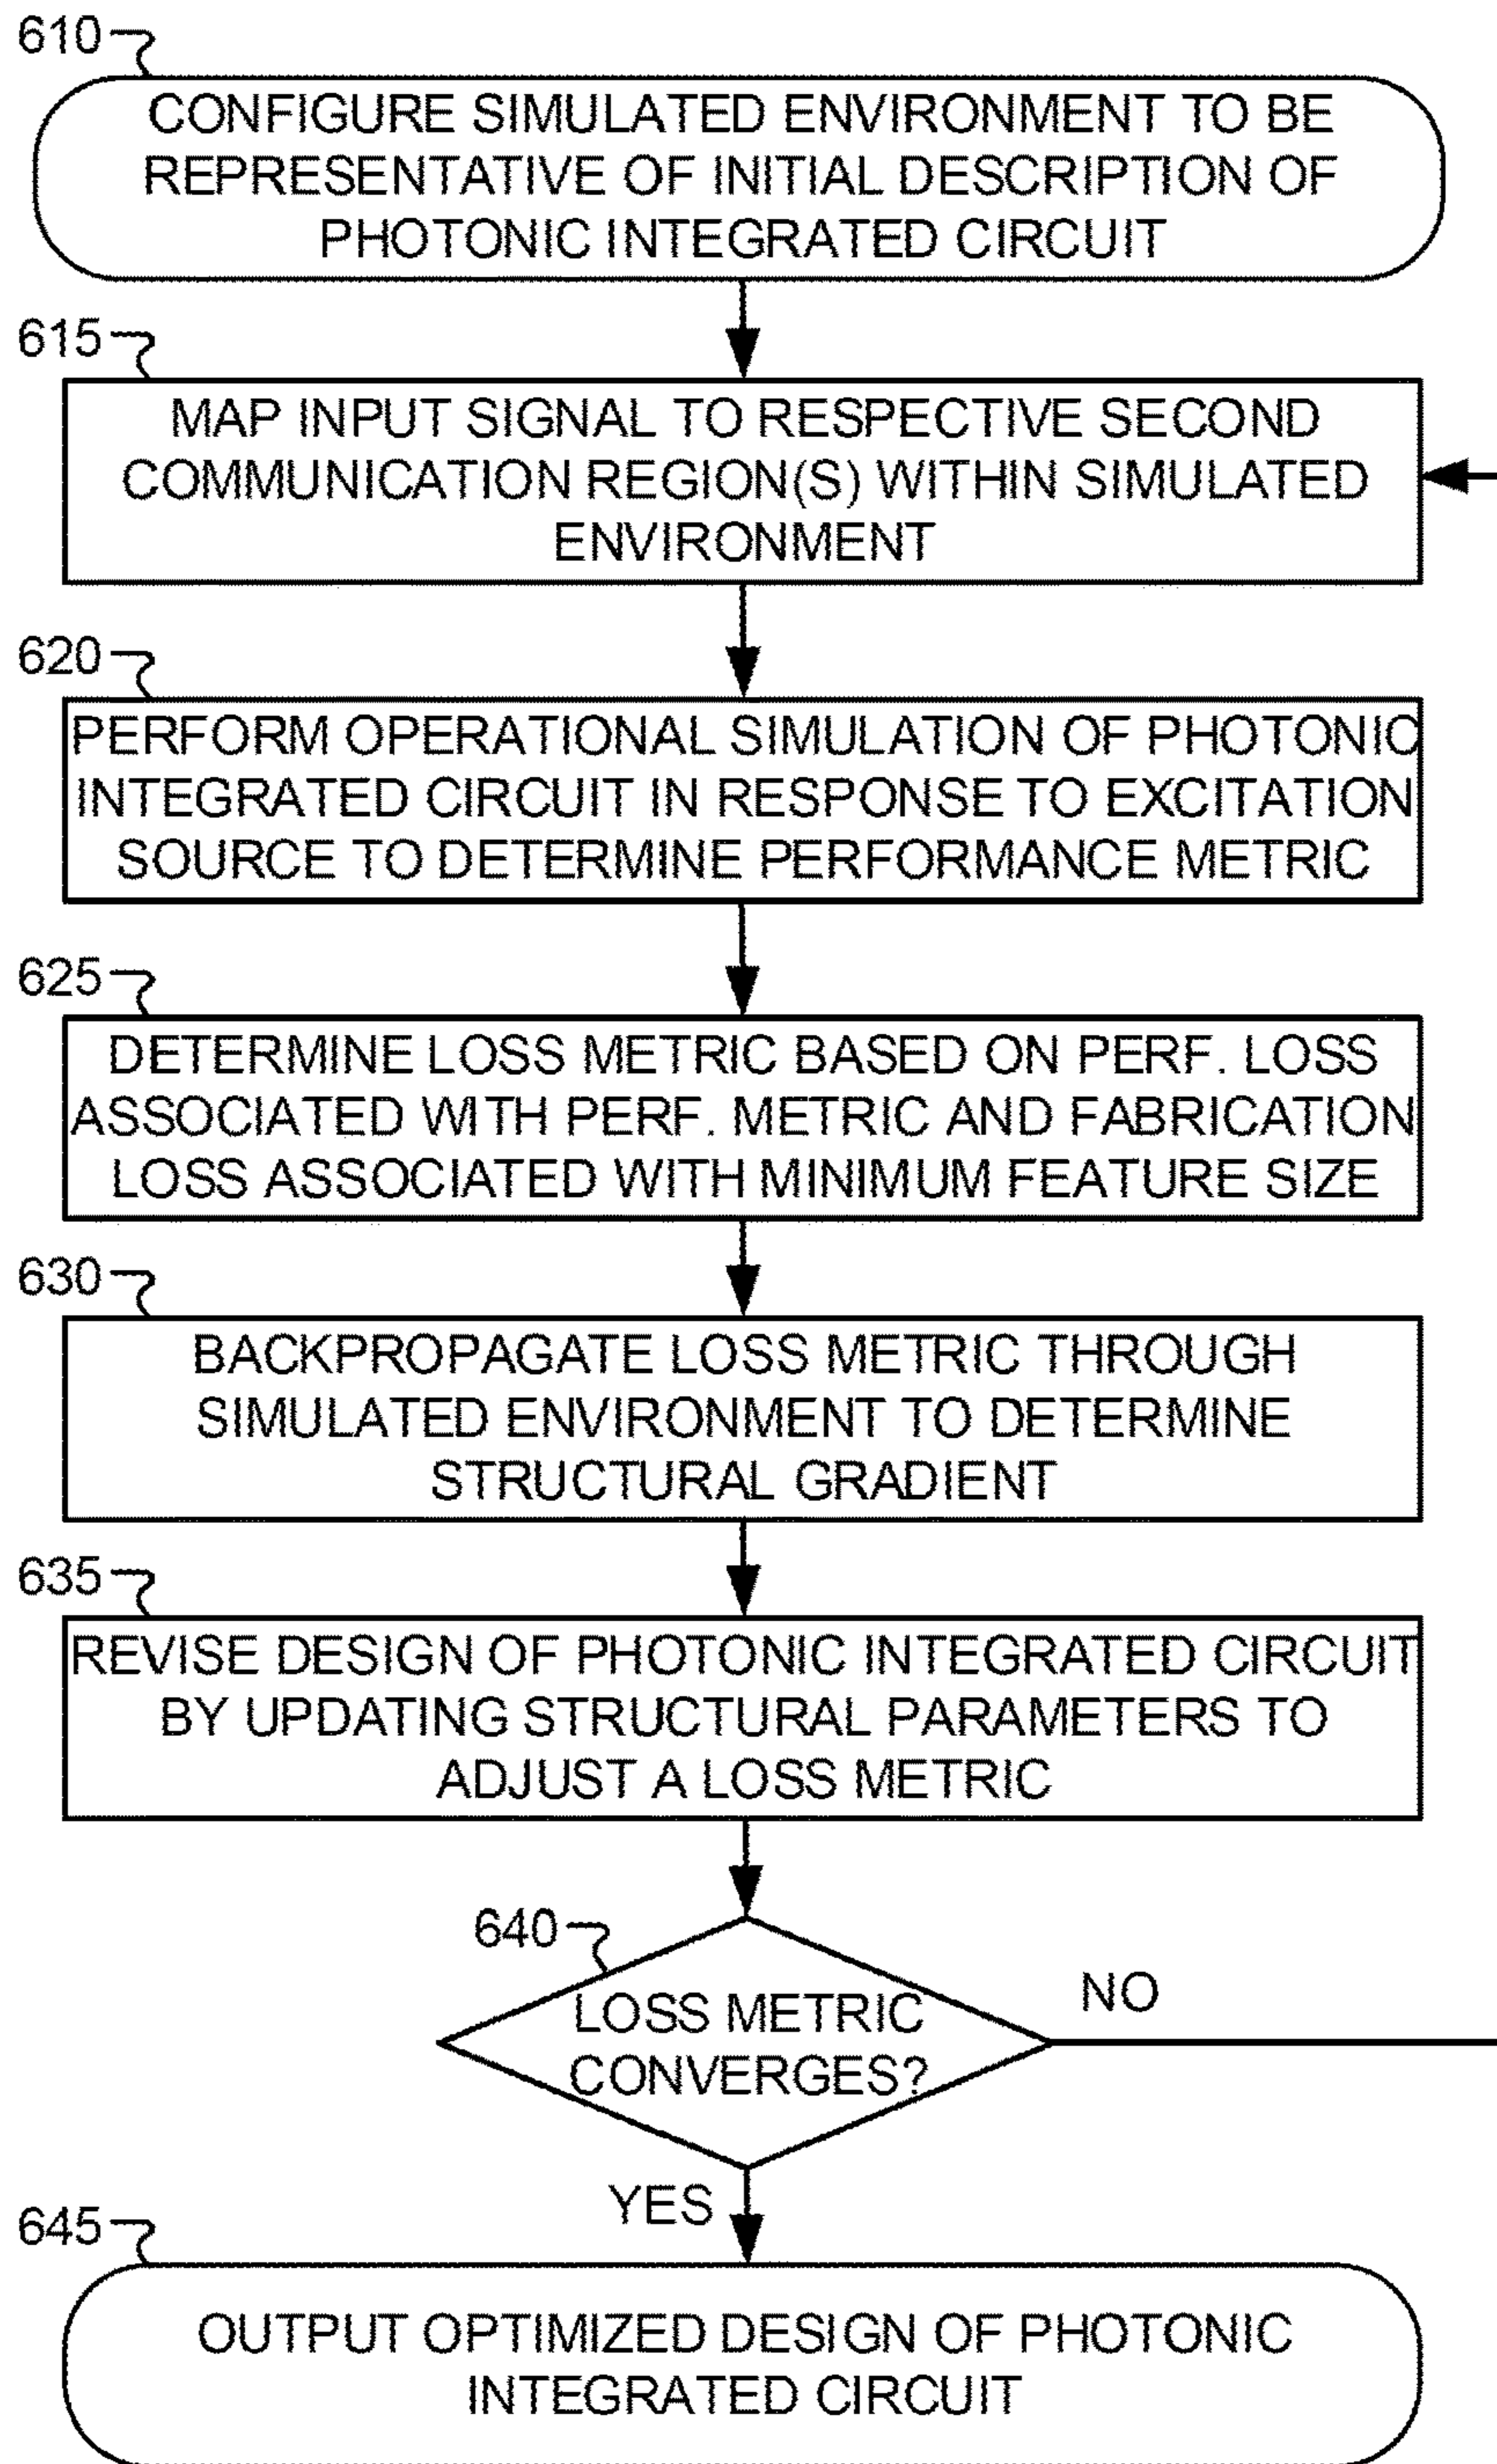 610
CONFIGURE SIMULATED ENVIRONMENT TO BE
REPRESENTATIVE OF INITIAL DESCRIPTION OF
PHOTONIC INTEGRATED CIRCUIT
615
MAP INPUT SIGNAL TO RESPECTIVE SECOND
COMMUNICATION REGION(S) WITHIN SIMULATED
ENVIRONMENT
620
PERFORM OPERATIONAL SIMULATION OF PHOTONIC
INTEGRATED CIRCUIT IN RESPONSE TO EXCITATION
SOURCE TO DETERMINE PERFORMANCE METRIC
625
DETERMINE LOSS METRIC BASED ON PERF. LOSS
ASSOCIATED WITH PERF. METRIC AND FABRICATION
LOSS ASSOCIATED WITH MINIMUM FEATURE SIZE
630
BACKPROPAGATE LOSS METRIC THROUGH
SIMULATED ENVIRONMENT TO DETERMINE
STRUCTURAL GRADIENT
635
REVISE DESIGN OF PHOTONIC INTEGRATED CIRCUIT
BY UPDATING STRUCTURAL PARAMETERS TO
ADJUST A LOSS METRIC
640
LOSS METRIC
CONVERGES?
NO
YES
645
OUTPUT OPTIMIZED DESIGN OF PHOTONIC
INTEGRATED CIRCUIT